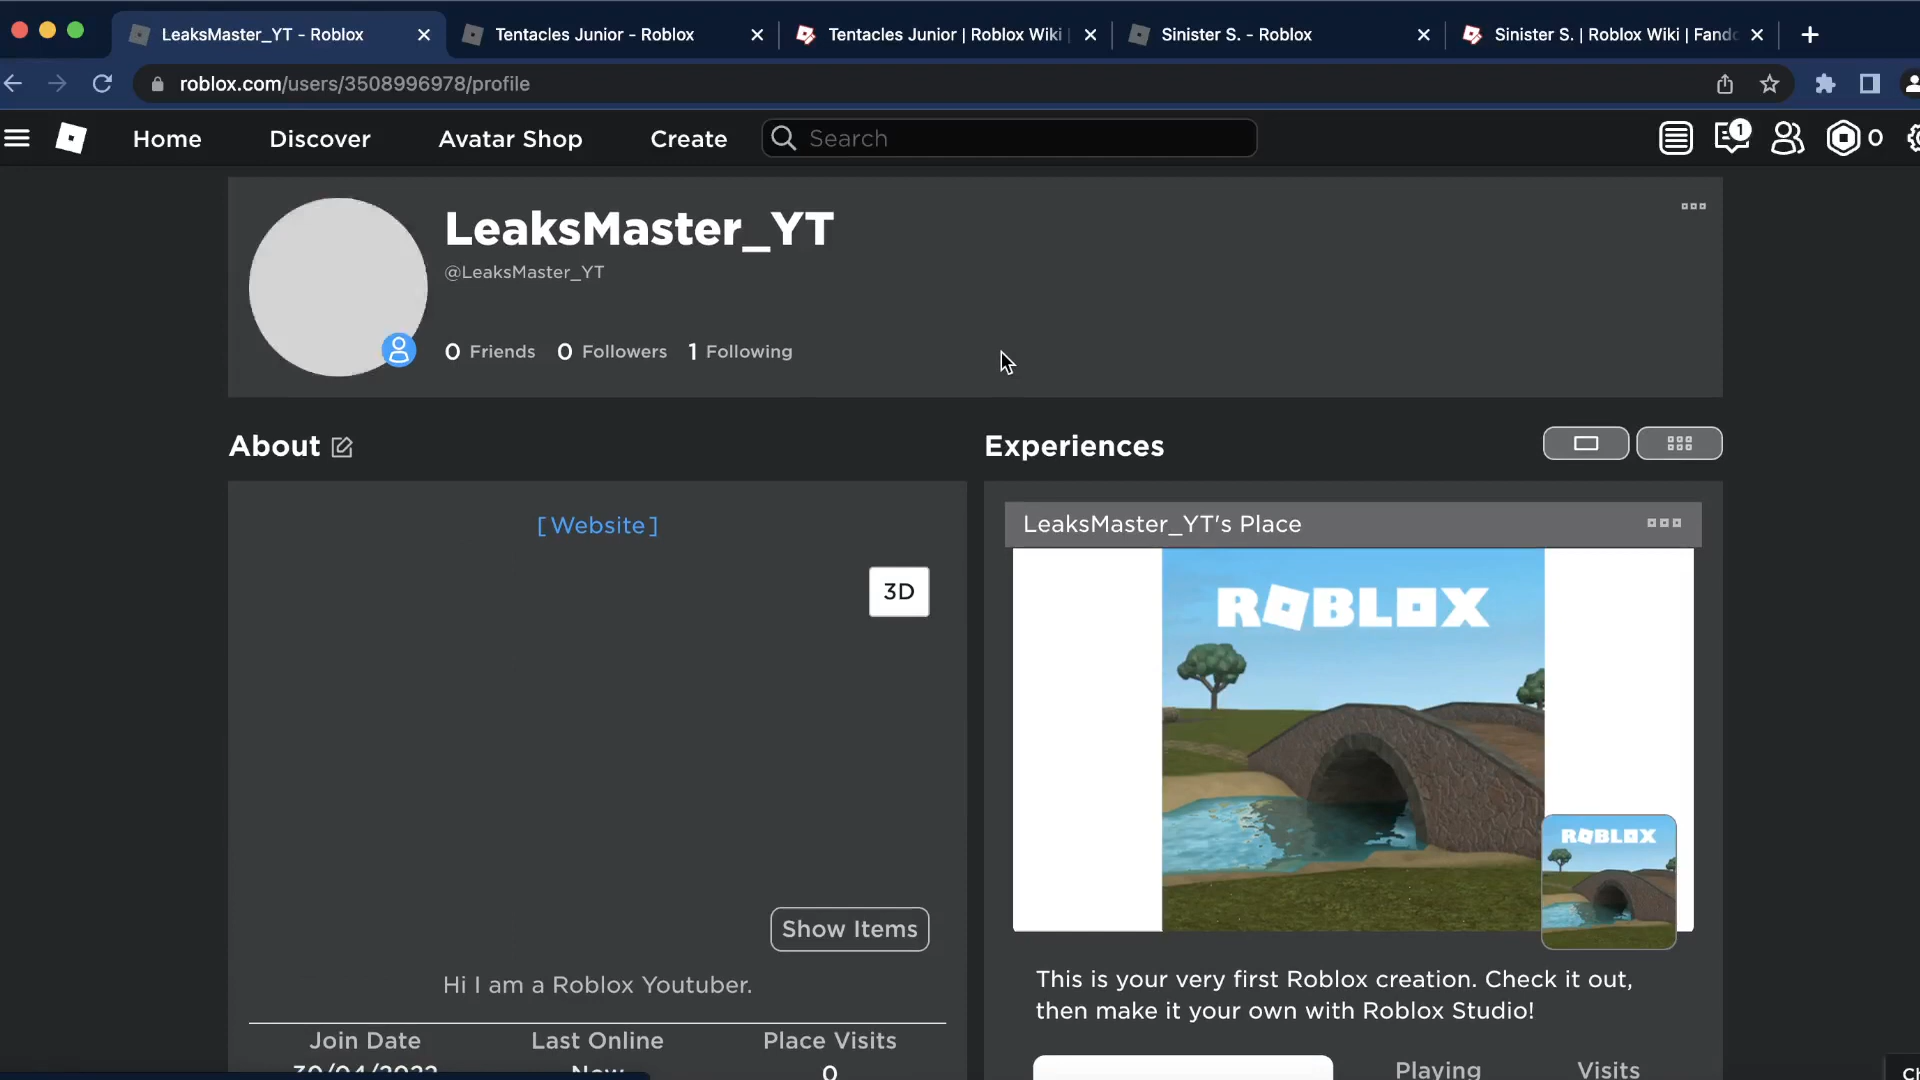 LeaksMaster_YT - Roblox
Tentacles Junior - Roblox
Tentacles Junior | Roblox Wiki |
Sinister S. - Roblox
Sinister S. | Roblox Wiki |
roblox.com/users/3508996978/profile
Home Discover Avatar Shop Create Search 1 0
LeaksMaster_YT
@LeaksMaster_YT
0 Friends 0 Followers 1 Following
About
Experiences
[Website]
3D
Show Items
Hi I am a Roblox Youtuber.
Join Date Last Online Place Visits
Now 0
LeaksMaster_YT's Place
ROBLOX
ROBLOX
This is your very first Roblox creation. Check it out,
then make it your own with Roblox Studio!
Playing Visits